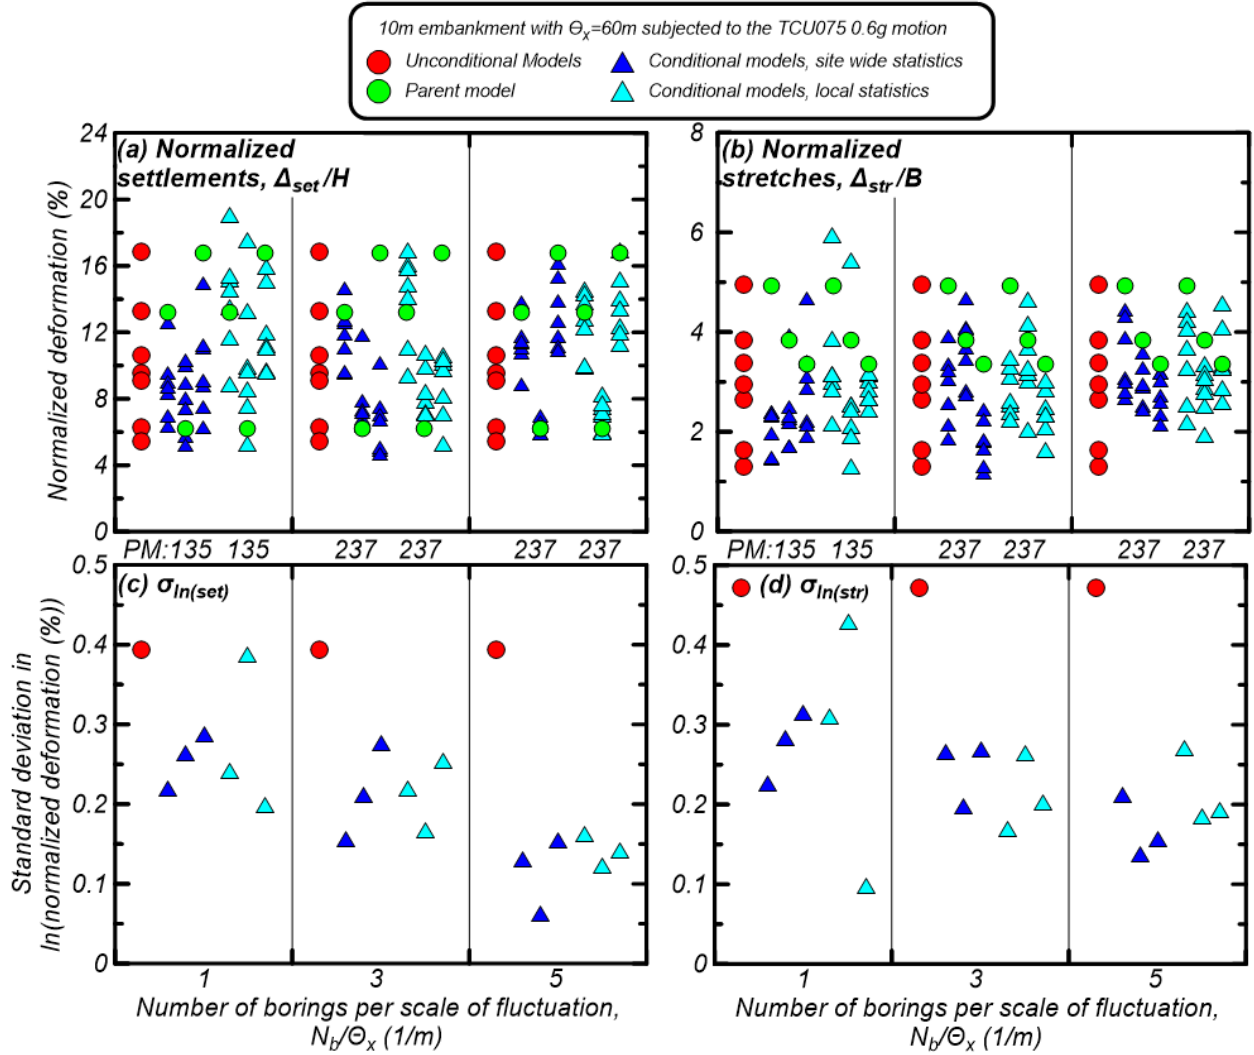 10m embankment with Θx=60m subjected to the TCU075 0.6g motion
Unconditional Models
Conditional models, site wide statistics
Parent model
Conditional models, local statistics
(a) Normalized
settlements, Δset/H
(b) Normalized
stretches, Δstr/B
Normalized deformation (%)
24
20
16
12
8
4
0
8
6
4
2
0
PM:135
135
237
237
237
237
PM:135
135
237
237
237
237
(c) σln(set)
(d) σln(str)
Standard deviation in
ln(normalized deformation (%))
0.5
0.4
0.3
0.2
0.1
0
0.5
0.4
0.3
0.2
0.1
0
1
3
5
1
3
5
Number of borings per scale of fluctuation,
Nb/Θx (1/m)
Number of borings per scale of fluctuation,
Nb/Θx (1/m)